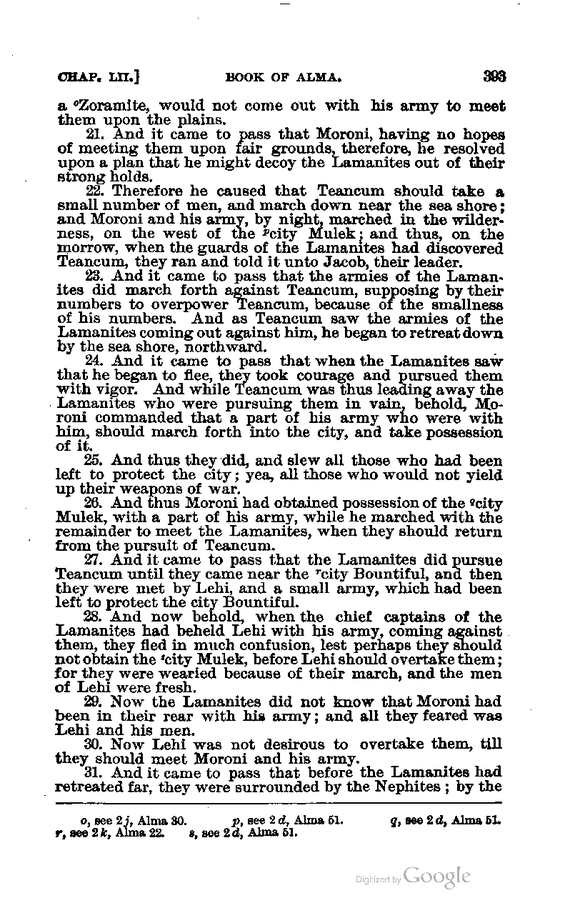 CHAP. LII.] BOOK OF ALMA. 393
a ᵒZoramite, would not come out with his army to meet
them upon the plains.
21. And it came to pass that Moroni, having no hopes
of meeting them upon fair grounds, therefore, he resolved
upon a plan that he might decoy the Lamanites out of their
strong holds.
22. Therefore he caused that Teancum should take a
small number of men, and march down near the sea shore;
and Moroni and his army, by night, marched in the wilder-
ness, on the west of the ᵖcity Mulek; and thus, on the
morrow, when the guards of the Lamanites had discovered
Teancum, they ran and told it unto Jacob, their leader.
23. And it came to pass that the armies of the Laman-
ites did march forth against Teancum, supposing by their
numbers to overpower Teancum, because of the smallness
of his numbers. And as Teancum saw the armies of the
Lamanites coming out against him, he began to retreat down
by the sea shore, northward.
24. And it came to pass that when the Lamanites saw
that he began to flee, they took courage and pursued them
with vigor. And while Teancum was thus leading away the
Lamanites who were pursuing them in vain, behold, Mo-
roni commanded that a part of his army who were with
him, should march forth into the city, and take possession
of it.
25. And thus they did, and slew all those who had been
left to protect the city; yea, all those who would not yield
up their weapons of war.
26. And thus Moroni had obtained possession of the ᑫcity
Mulek, with a part of his army, while he marched with the
remainder to meet the Lamanites, when they should return
from the pursuit of Teancum.
27. And it came to pass that the Lamanites did pursue
Teancum until they came near the ʳcity Bountiful, and then
they were met by Lehi, and a small army, which had been
left to protect the city Bountiful.
28. And now behold, when the chief captains of the
Lamanites had beheld Lehi with his army, coming against
them, they fled in much confusion, lest perhaps they should
not obtain the ˢcity Mulek, before Lehi should overtake them;
for they were wearied because of their march, and the men
of Lehi were fresh.
29. Now the Lamanites did not know that Moroni had
been in their rear with his army; and all they feared was
Lehi and his men.
30. Now Lehi was not desirous to overtake them, till
they should meet Moroni and his army.
31. And it came to pass that before the Lamanites had
retreated far, they were surrounded by the Nephites; by the
o, see 2 j, Alma 30. p, see 2 d, Alma 51. q, see 2 d, Alma 51.
r, see 2 k, Alma 22. s, see 2 d, Alma 51.
Digitized by Google